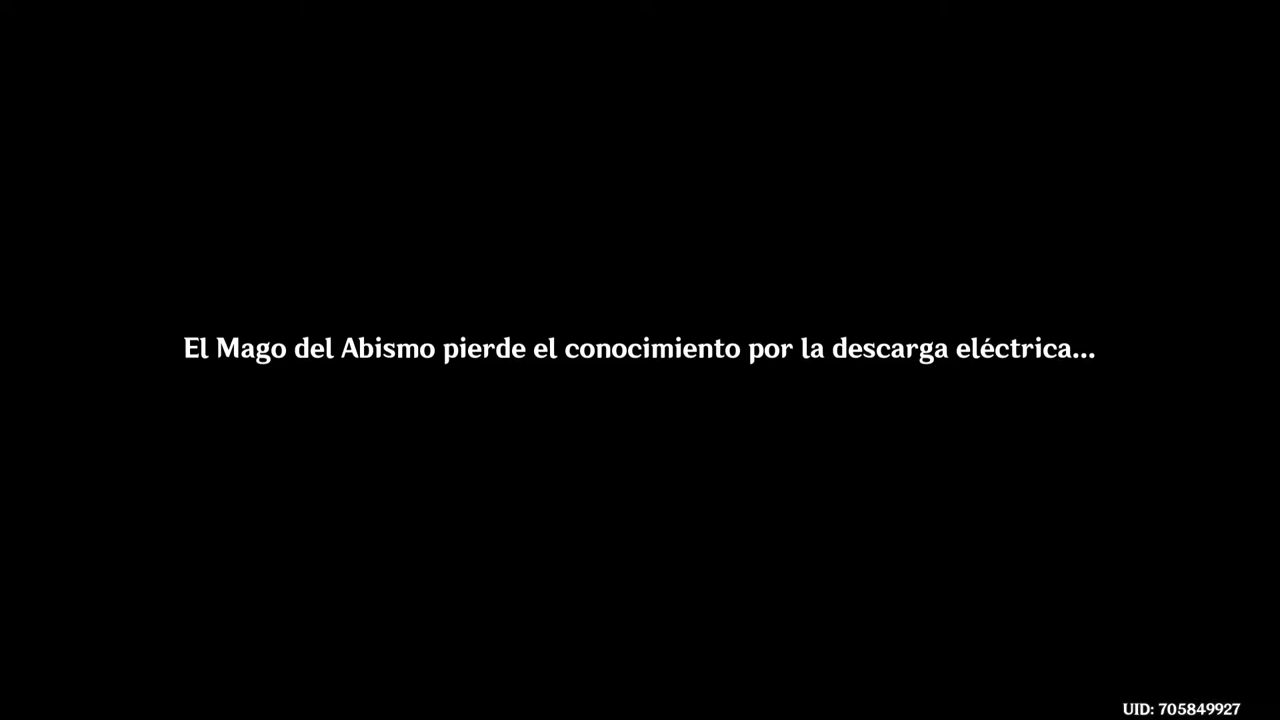 El Mago del Abismo pierde el conocimiento por la descarga eléctrica...
UID: 705849927